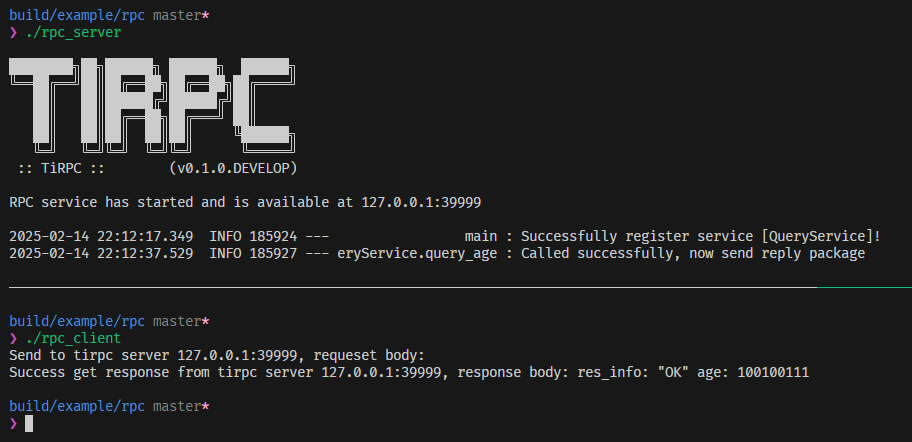 build/example/rpc master*
❯ ./rpc_server
TIRPC
:: TiRPC ::        (v0.1.0.DEVELOP)
RPC service has started and is available at 127.0.0.1:39999
2025-02-14 22:12:17.349  INFO 185924 ---                 main : Successfully register service [QueryService]!
2025-02-14 22:12:37.529  INFO 185927 --- eryService.query_age : Called successfully, now send reply package
build/example/rpc master*
❯ ./rpc_client
Send to tirpc server 127.0.0.1:39999, requeset body:
Success get response from tirpc server 127.0.0.1:39999, response body: res_info: "OK" age: 100100111
build/example/rpc master*
❯